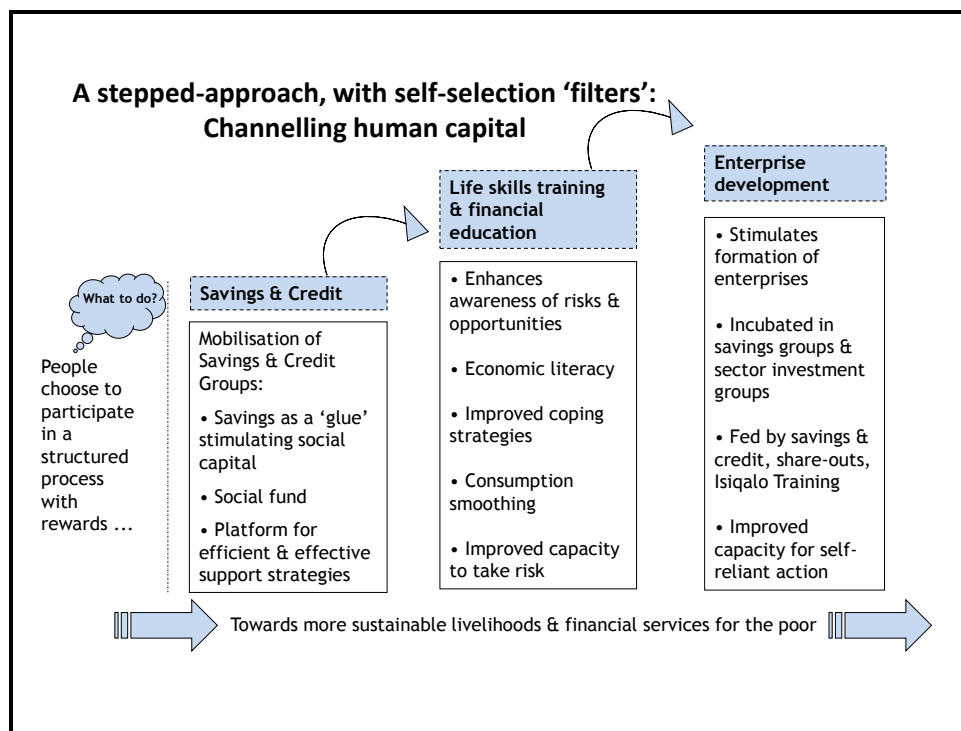 A stepped-approach, with self-selection ‘filters’:
Channelling human capital
What to do?
People
choose to
participate
in a
structured
process
with
rewards ...
Savings & Credit
Mobilisation of
Savings & Credit
Groups:
• Savings as a ‘glue’
stimulating social
capital
• Social fund
• Platform for
efficient & effective
support strategies
Life skills training
& financial
education
• Enhances
awareness of risks &
opportunities
• Economic literacy
• Improved coping
strategies
• Consumption
smoothing
• Improved capacity
to take risk
Enterprise
development
• Stimulates
formation of
enterprises
• Incubated in
savings groups &
sector investment
groups
• Fed by savings &
credit, share-outs,
Isiqalo Training
• Improved
capacity for self-
reliant action
Towards more sustainable livelihoods & financial services for the poor